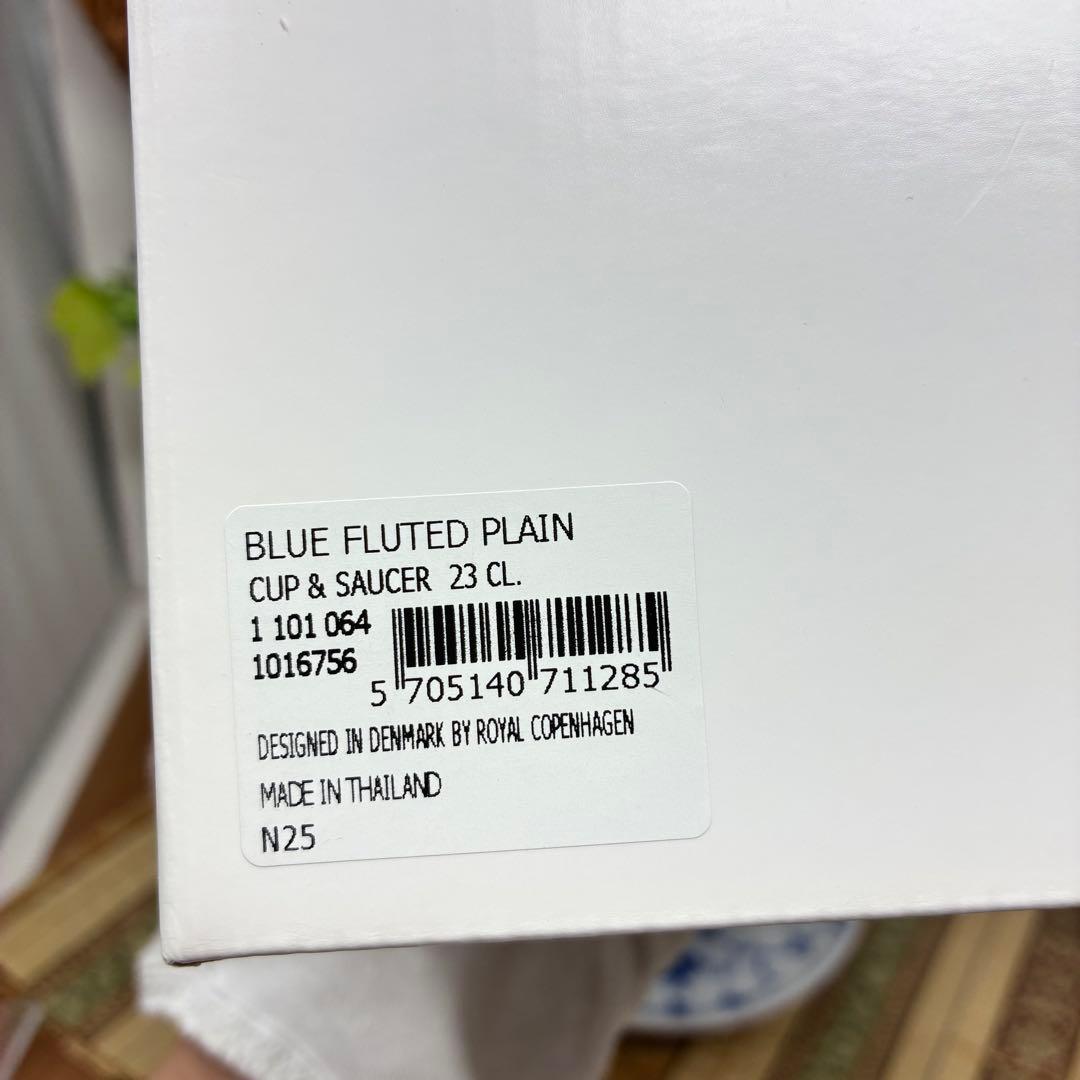 BLUE FLUTED PLAIN
CUP & SAUCER 23 CL.
1 101 064
1016756
5 705140 711285
DESIGNED IN DENMARK BY ROYAL COPENHAGEN
MADE IN THAILAND
N25